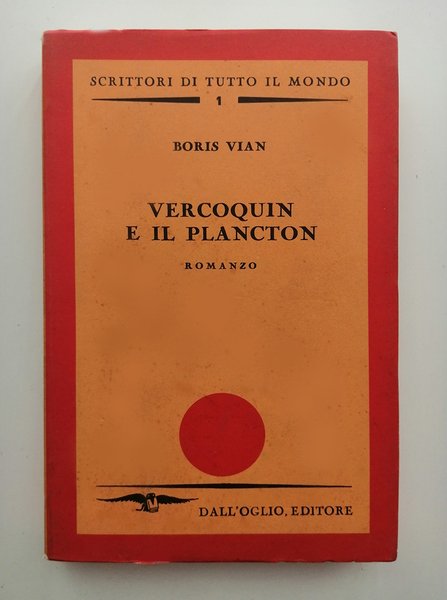 SCRITTORI DI TUTTO IL MONDO
1
BORIS VIAN
VERCOQUIN
E IL PLANCTON
ROMANZO
DALL'OGLIO, EDITORE